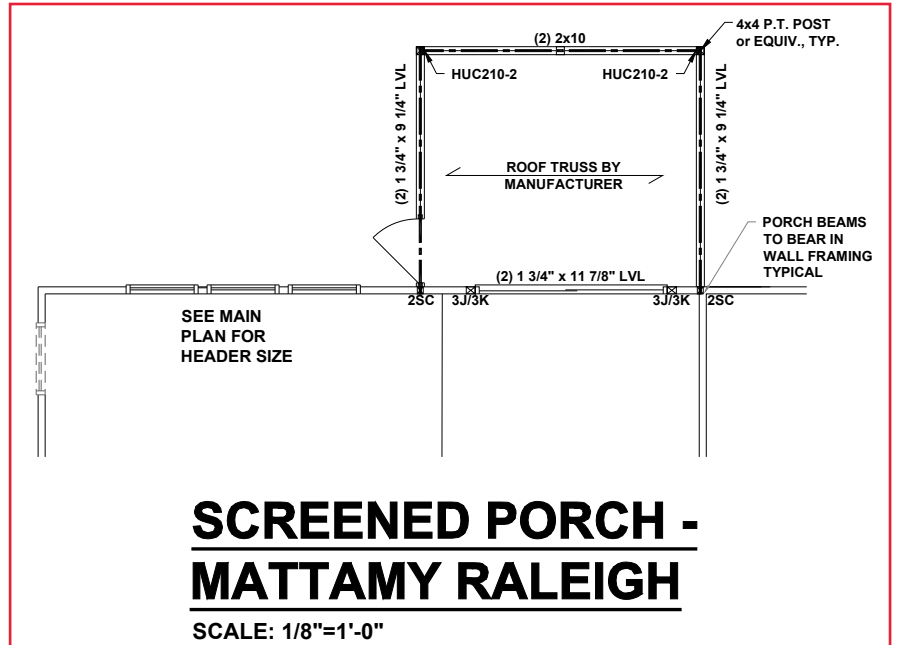 4x4 P.T. POST
or EQUIV., TYP.
(2) 2x10
HUC210-2
HUC210-2
(2) 1 3/4" x 9 1/4" LVL
(2) 1 3/4" x 9 1/4" LVL
ROOF TRUSS BY
MANUFACTURER
PORCH BEAMS
TO BEAR IN
WALL FRAMING
TYPICAL
(2) 1 3/4" x 11 7/8" LVL
2SC
3J/3K
3J/3K
2SC
SEE MAIN
PLAN FOR
HEADER SIZE
SCREENED PORCH -
MATTAMY RALEIGH
SCALE: 1/8"=1'-0"